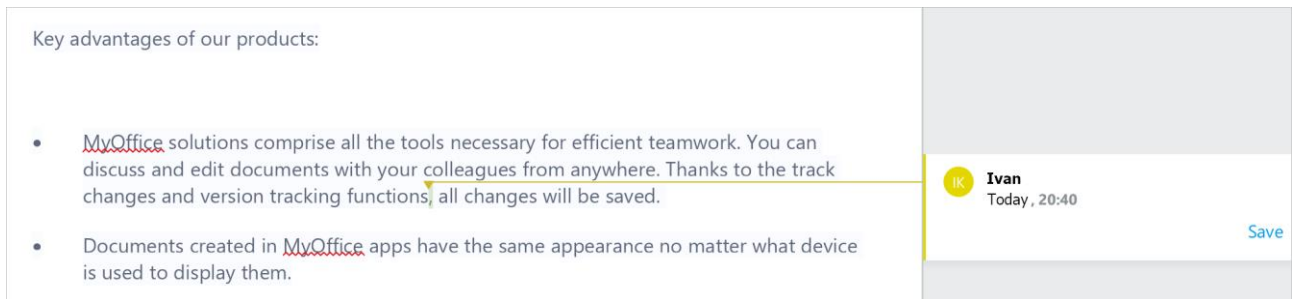 Key advantages of our products:
• MyOffice solutions comprise all the tools necessary for efficient teamwork. You can
discuss and edit documents with your colleagues from anywhere. Thanks to the track
changes and version tracking functions, all changes will be saved.
• Documents created in MyOffice apps have the same appearance no matter what device
is used to display them.
IK
Ivan
Today, 20:40
Save